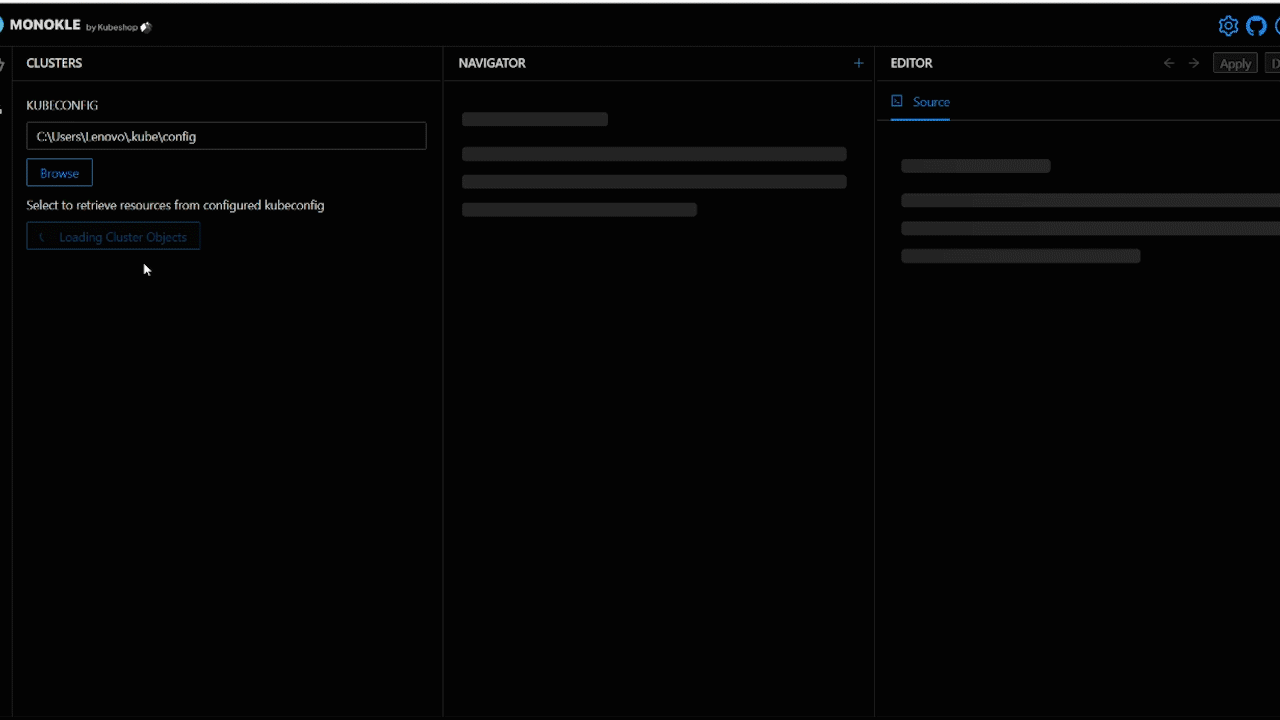 MONOKLE by Kubeshop
CLUSTERS
KUBECONFIG
C:\Users\Lenovo\.kube\config
Browse
Select to retrieve resources from configured kubeconfig
Loading Cluster Objects
NAVIGATOR
EDITOR
Apply
D
Source